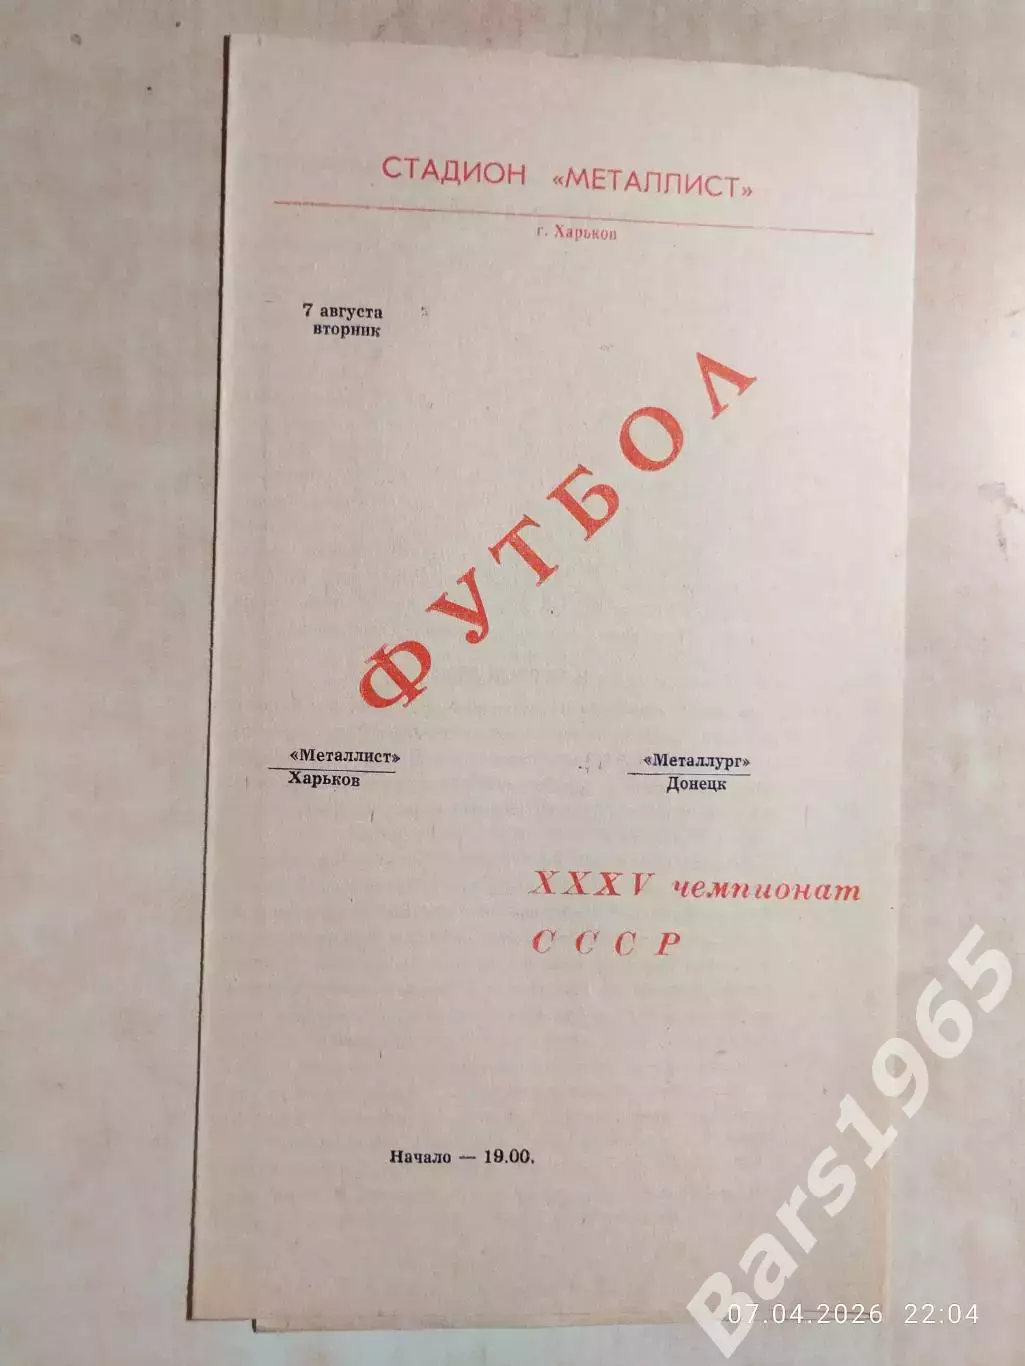 СТАДИОН «МЕТАЛЛИСТ»
г. Харьков
7 августа
вторник
ФУТБОЛ
«Металлист»
Харьков
«Металлург»
Донецк
XXXV чемпионат
СССР
Начало — 19.00.
Bars1965
07.04.2026 22:04